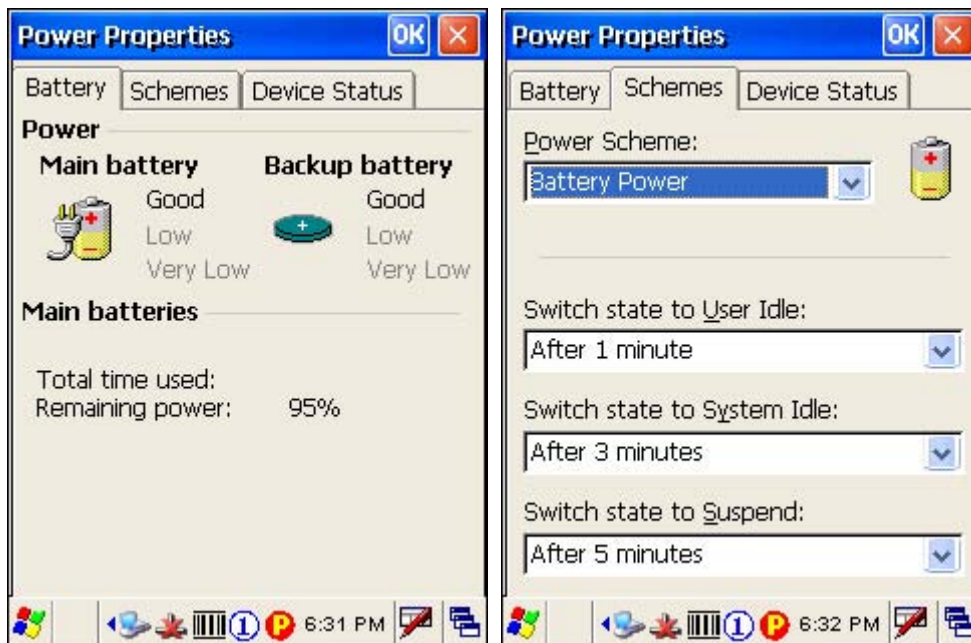 Power Properties OK
Battery Schemes Device Status
Power
Main battery Backup battery
Good Good
Low Low
Very Low Very Low
Main batteries
Total time used:
Remaining power: 95%
1 P 6:31 PM
Power Properties OK
Battery Schemes Device Status
Power Scheme:
Battery Power
Switch state to User Idle:
After 1 minute
Switch state to System Idle:
After 3 minutes
Switch state to Suspend:
After 5 minutes
1 P 6:32 PM